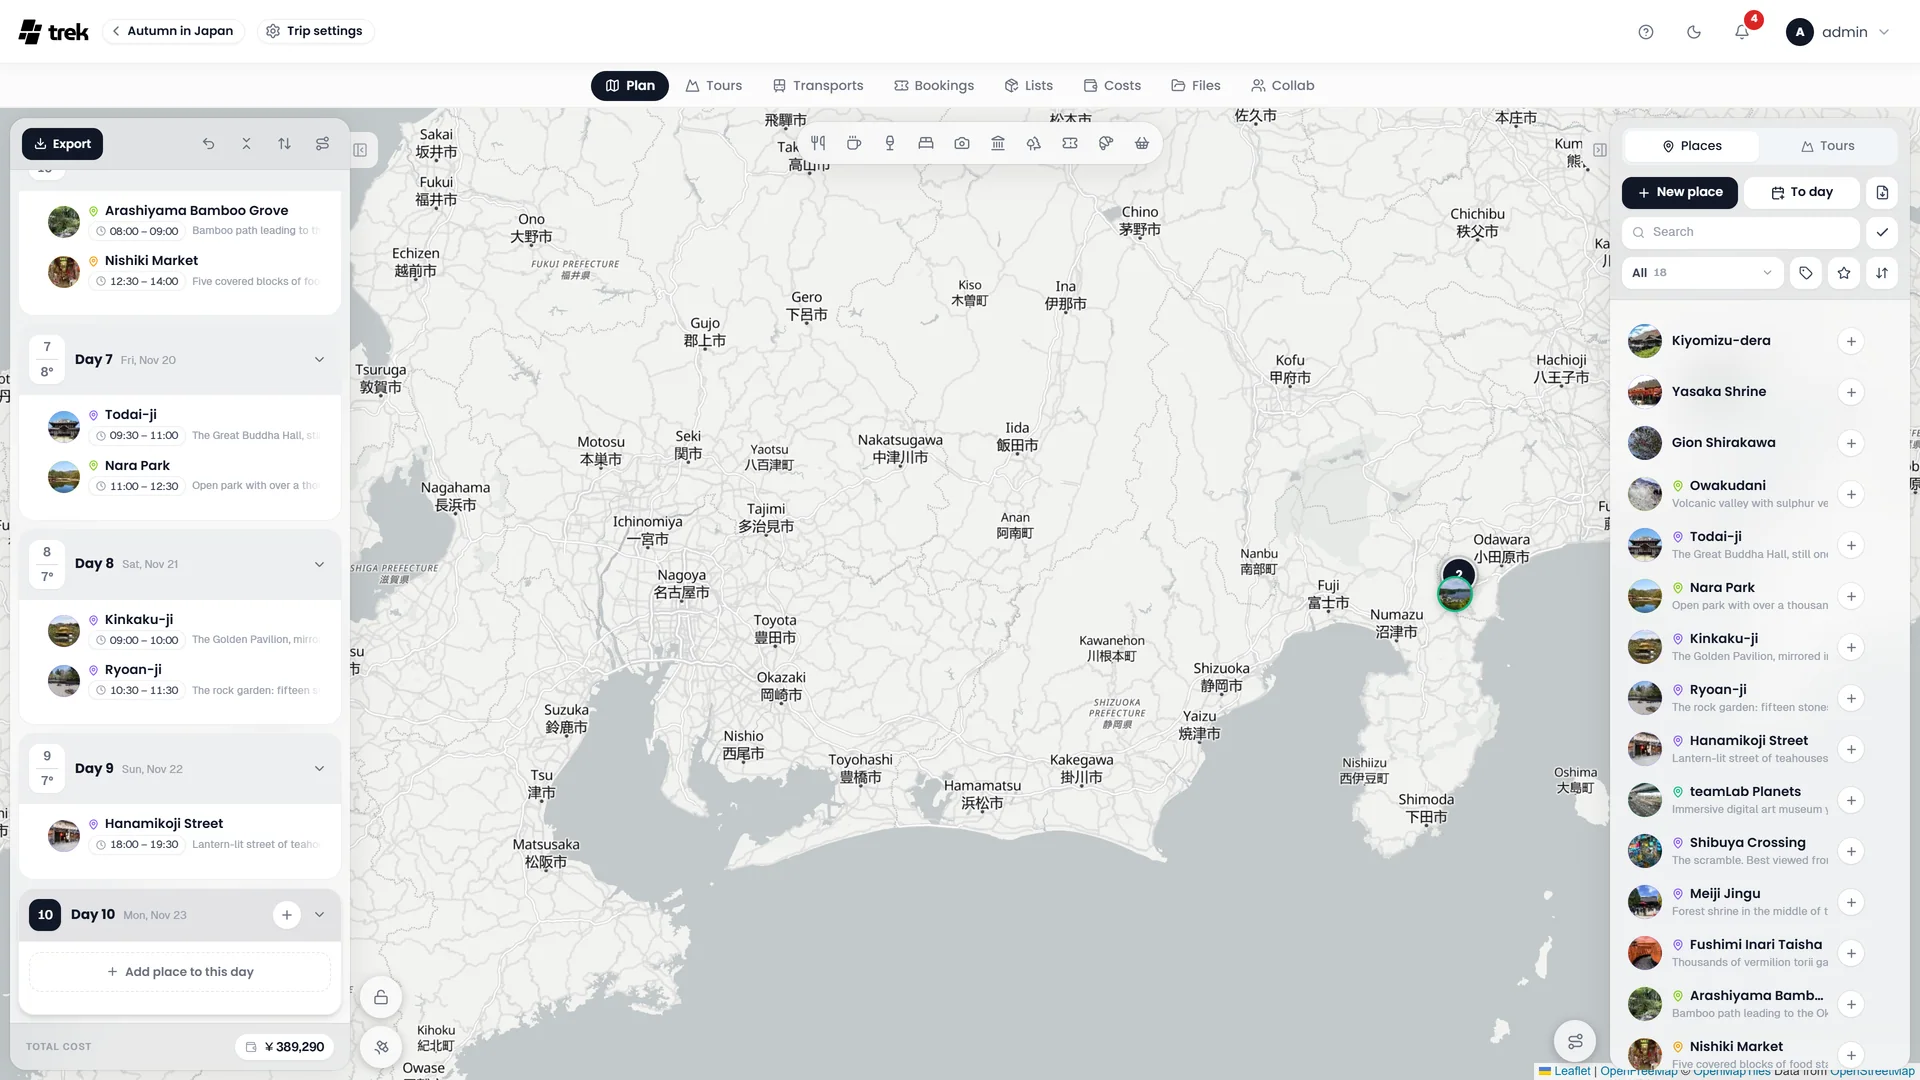 trek
Autumn in Japan
Trip settings
4
A
admin
Plan
Tours
Transports
Bookings
Lists
Costs
Files
Collab
Export
Arashiyama Bamboo Grove
08:00 – 09:00
Bamboo path leading to
Nishiki Market
12:30 – 14:00
Five covered blocks of foo
7
8°
Day 7
Fri, Nov 20
Todai-ji
09:30 – 11:00
The Great Buddha Hall, st
Nara Park
11:00 – 12:30
Open park with over a tho
8
7°
Day 8
Sat, Nov 21
Kinkaku-ji
09:00 – 10:00
The Golden Pavilion, mirro
Ryoan-ji
10:30 – 11:30
The rock garden: fifteen s
9
7°
Day 9
Sun, Nov 22
Hanamikoji Street
18:00 – 19:30
Lantern-lit street of teaho
10
Day 10
Mon, Nov 23
Add place to this day
TOTAL COST
¥ 389,290
Sakai
坂井市
Fukui
福井市
Ono
大野市
Echizen
越前市
FUKUI PREFECTURE
福井県
Tsuruga
敦賀市
飛驒市
高山市
松本市
佐久市
本庄市
Chino
茅野市
Chichibu
秩父市
Kiso
木曽町
Ina
伊那市
Gero
下呂市
Gujo
郡上市
Kofu
甲府市
Hachioji
八王子市
Motosu
本巣市
Seki
関市
Yaotsu
八百津町
Nakatsugawa
中津川市
Iida
飯田市
Nagahama
長浜市
Ichinomiya
一宮市
Tajimi
多治見市
Anan
阿南町
SHIGA PREFECTURE
滋賀県
Nagoya
名古屋市
Nanbu
南部町
Odawara
小田原市
2
Fuji
富士市
Numazu
沼津市
Toyota
豊田市
Kawanehon
川根本町
Shizuoka
静岡市
Okazaki
岡崎市
SHIZUOKA
PREFECTURE
静岡県
Suzuka
鈴鹿市
Yaizu
焼津市
Nishio
西尾市
Toyohashi
豊橋市
Kakegawa
掛川市
Hamamatsu
浜松市
Nishiizu
西伊豆町
Oshima
大島町
Tsu
津市
Shimoda
下田市
Matsusaka
松阪市
Kihoku
紀北町
Owase
Places
Tours
New place
To day
Search
All 18
Kiyomizu-dera
Yasaka Shrine
Gion Shirakawa
Owakudani
Volcanic valley with sulphur ve
Todai-ji
The Great Buddha Hall, still one
Nara Park
Open park with over a thousan
Kinkaku-ji
The Golden Pavilion, mirrored i
Ryoan-ji
The rock garden: fifteen stones
Hanamikoji Street
Lantern-lit street of teahouses
teamLab Planets
Immersive digital art museum y
Shibuya Crossing
The scramble. Best viewed from
Meiji Jingu
Forest shrine in the middle of t
Fushimi Inari Taisha
Thousands of vermilion torii ga
Arashiyama Bamb...
Bamboo path leading to the Ok
Nishiki Market
Five covered blocks of food sta
Leaflet | OpenFreeMap © OpenMapTiles Data from OpenStreetMap